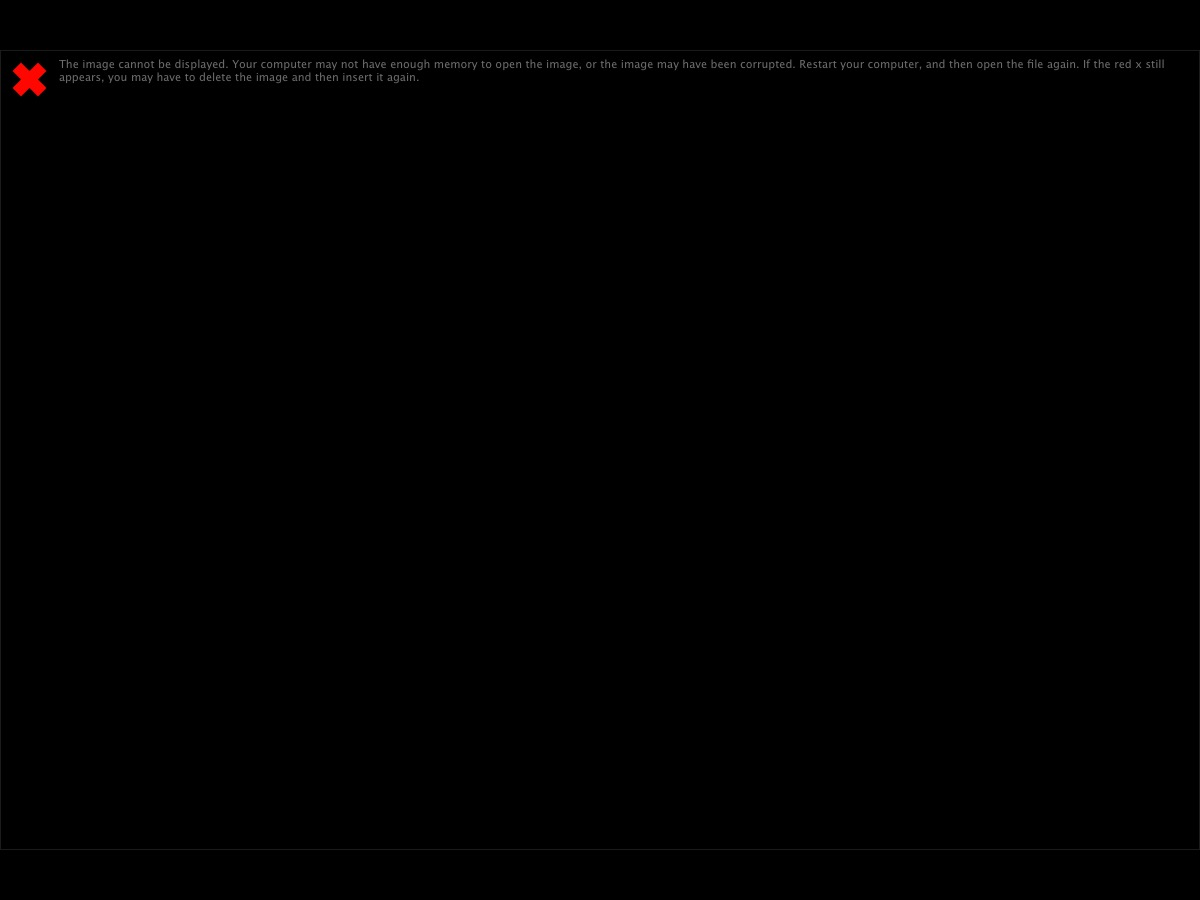 The image cannot be displayed. Your computer may not have enough memory to open the image, or the image may have been corrupted. Restart your computer, and then open the file again. If the red x still
appears, you may have to delete the image and then insert it again.